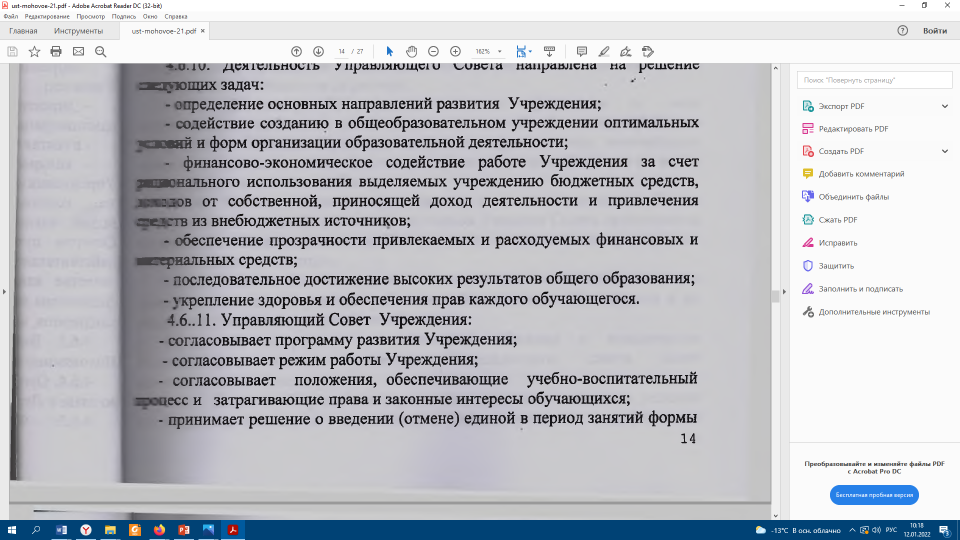 ust-mohovoe-21.pdf - Adobe Acrobat Reader DC (32-bit)
Файл Редактирование Просмотр Подпись Окно Справка
Главная Инструменты ust-mohovoe-21.pdf × Войти
14 / 27 162%
4.6.10. Деятельность Управляющего Совета направлена на решение
следующих задач:
- определение основных направлений развития Учреждения;
- содействие созданию в общеобразовательном учреждении оптимальных
условий и форм организации образовательной деятельности;
- финансово-экономическое содействие работе Учреждения за счет
рационального использования выделяемых учреждению бюджетных средств,
доходов от собственной, приносящей доход деятельности и привлечения
средств из внебюджетных источников;
- обеспечение прозрачности привлекаемых и расходуемых финансовых и
материальных средств;
- последовательное достижение высоких результатов общего образования;
- укрепление здоровья и обеспечения прав каждого обучающегося.
4.6..11. Управляющий Совет Учреждения:
- согласовывает программу развития Учреждения;
- согласовывает режим работы Учреждения;
- согласовывает положения, обеспечивающие учебно-воспитательный
процесс и затрагивающие права и законные интересы обучающихся;
- принимает решение о введении (отмене) единой в период занятий формы
14
Поиск "Повернуть страницу"
Экспорт PDF
Редактировать PDF
Создать PDF
Добавить комментарий
Объединить файлы
Сжать PDF
Исправить
Защитить
Заполнить и подписать
Дополнительные инструменты
Преобразовывайте и изменяйте файлы PDF
с Acrobat Pro DC
Бесплатная пробная версия
-13°C В осн. облачно РУС 10:18
12.01.2022